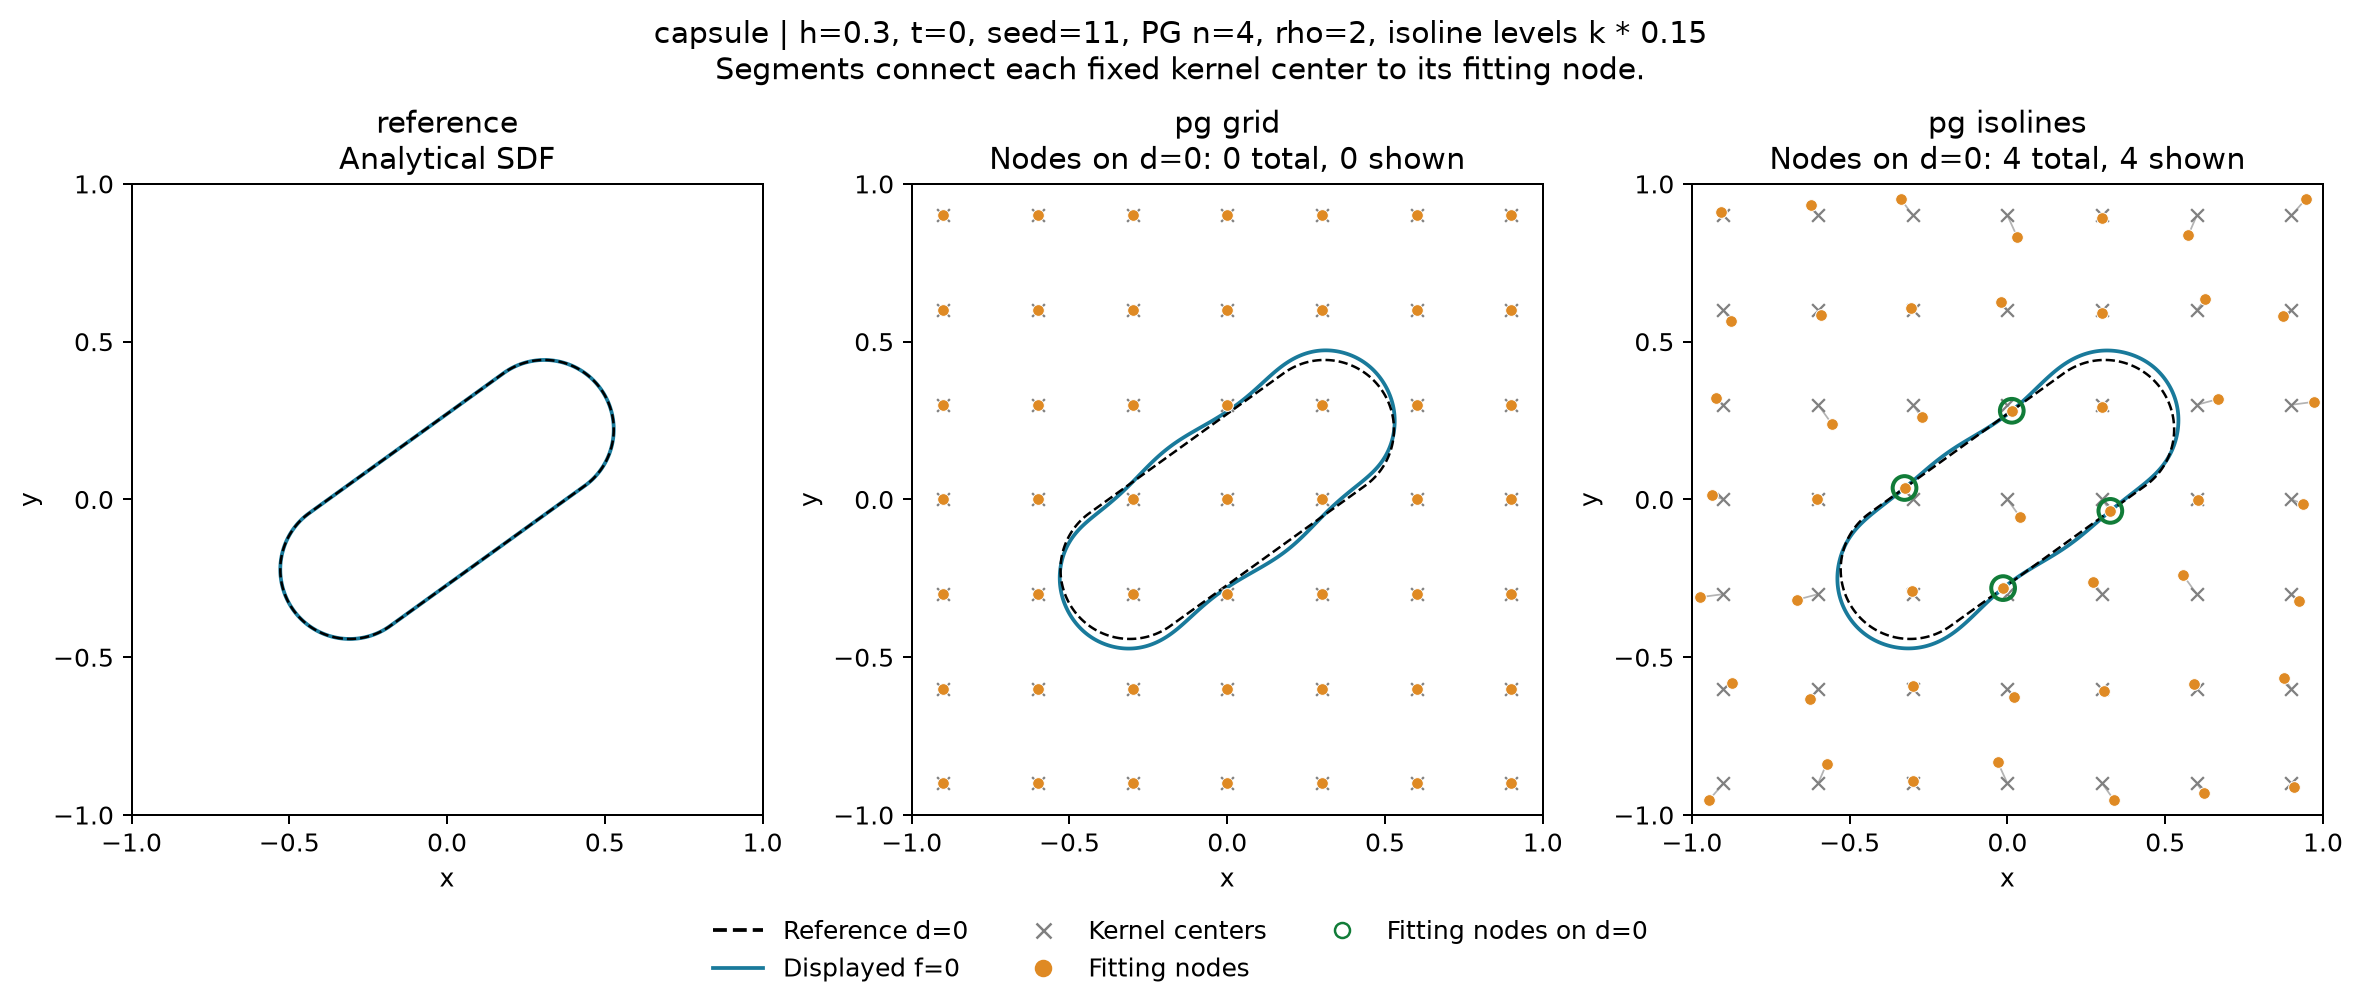 capsule | h=0.3, t=0, seed=11, PG n=4, rho=2, isoline levels k * 0.15
Segments connect each fixed kernel center to its fitting node.
reference
Analytical SDF
1.0
0.5
0.0
−0.5
−1.0
y
−1.0 −0.5 0.0 0.5 1.0
x
pg grid
Nodes on d=0: 0 total, 0 shown
1.0
0.5
0.0
−0.5
−1.0
y
−1.0 −0.5 0.0 0.5 1.0
x
pg isolines
Nodes on d=0: 4 total, 4 shown
1.0
0.5
0.0
−0.5
−1.0
y
−1.0 −0.5 0.0 0.5 1.0
x
Reference d=0
Displayed f=0
Kernel centers
Fitting nodes
Fitting nodes on d=0